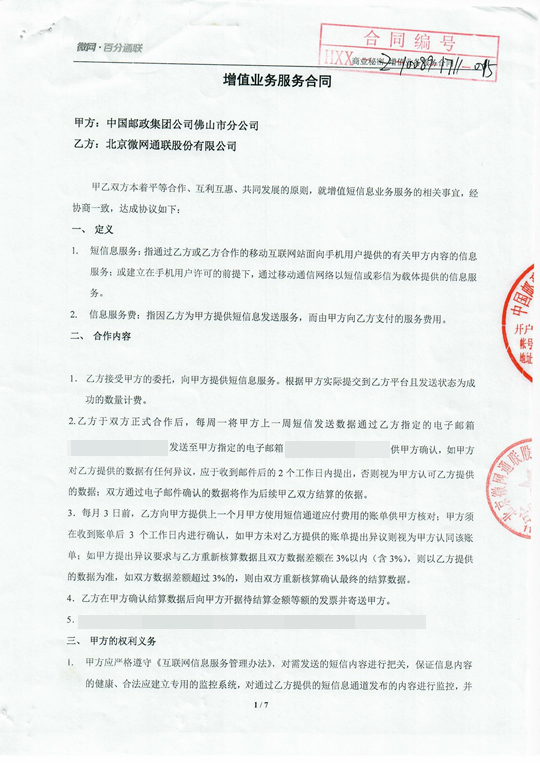 微网·百分通联
合同编号
HXX
商业秘密
增值业务服务合同
甲方：中国邮政集团公司佛山市分公司
乙方：北京微网通联股份有限公司
甲乙双方本着平等合作、互利互惠、共同发展的原则，就增值短信息业务服务的相关事宜，经
协商一致，达成协议如下：
一、 定义
1. 短信息服务：指通过乙方或乙方合作的移动互联网站面向手机用户提供的有关甲方内容的信息
服务；或建立在手机用户许可的前提下，通过移动通信网络以短信或彩信为载体提供的信息服
务。
2. 信息服务费：指因乙方为甲方提供短信息发送服务，而由甲方向乙方支付的服务费用。
二、 合作内容
1. 乙方接受甲方的委托，向甲方提供短信息服务。根据甲方实际提交到乙方平台且发送状态为成
功的数量计费。
2.乙方于双方正式合作后，每周一将甲方上一周短信发送数据通过乙方指定的电子邮箱
发送至甲方指定的电子邮箱 供甲方确认，如甲方
对乙方提供的数据有任何异议，应于收到邮件后的 2 个工作日内提出，否则视为甲方认可乙方提供
的数据；双方通过电子邮件确认的数据将作为后续甲乙双方结算的依据。
3．每月 3 日前，乙方向甲方提供上一个月甲方使用短信通道应付费用的账单供甲方核对；甲方须
在收到账单后 3 个工作日内进行确认，如甲方未对乙方提供的账单提出异议则视为甲方认同该账
单；如甲方提出异议要求与乙方重新核算数据且双方数据差额在 3%以内（含 3%），则以乙方提供
的数据为准，如双方数据差额超过 3%的，则由双方重新核算确认最终的结算数据。
4．乙方在甲方确认结算数据后向甲方开据待结算金额等额的发票并寄送甲方。
5．
三、 甲方的权利义务
1. 甲方应严格遵守《互联网信息服务管理办法》，对需发送的短信内容进行把关，保证信息内容
的健康、合法应建立专用的监控系统，对通过乙方提供的短信息通道发布的内容进行监控，并
1 / 7
中国邮
开户
帐号
地址
北京微网通联股